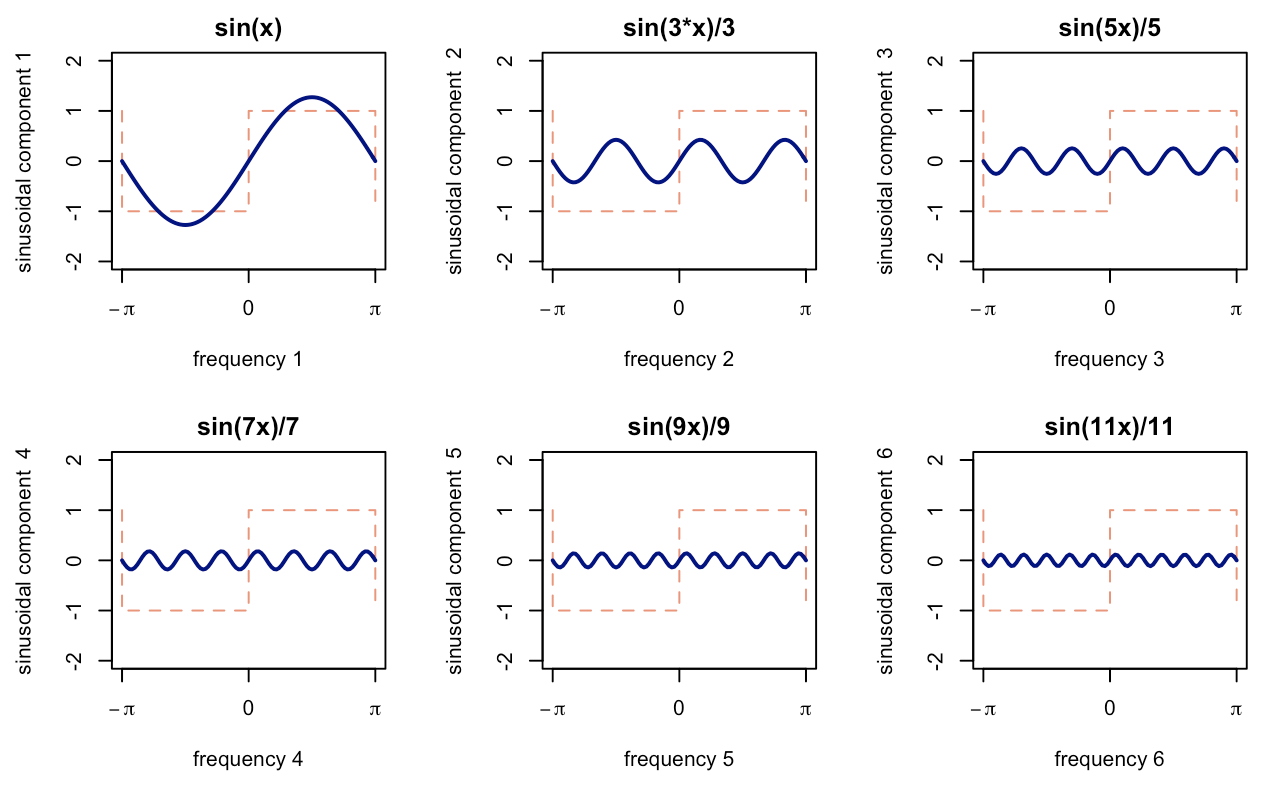 sin(x)
sinusoidal component 1
2
1
0
-1
-2
−π 0 π
frequency 1
sin(3*x)/3
sinusoidal component 2
2
1
0
-1
-2
−π 0 π
frequency 2
sin(5x)/5
sinusoidal component 3
2
1
0
-1
-2
−π 0 π
frequency 3
sin(7x)/7
sinusoidal component 4
2
1
0
-1
-2
−π 0 π
frequency 4
sin(9x)/9
sinusoidal component 5
2
1
0
-1
-2
−π 0 π
frequency 5
sin(11x)/11
sinusoidal component 6
2
1
0
-1
-2
−π 0 π
frequency 6